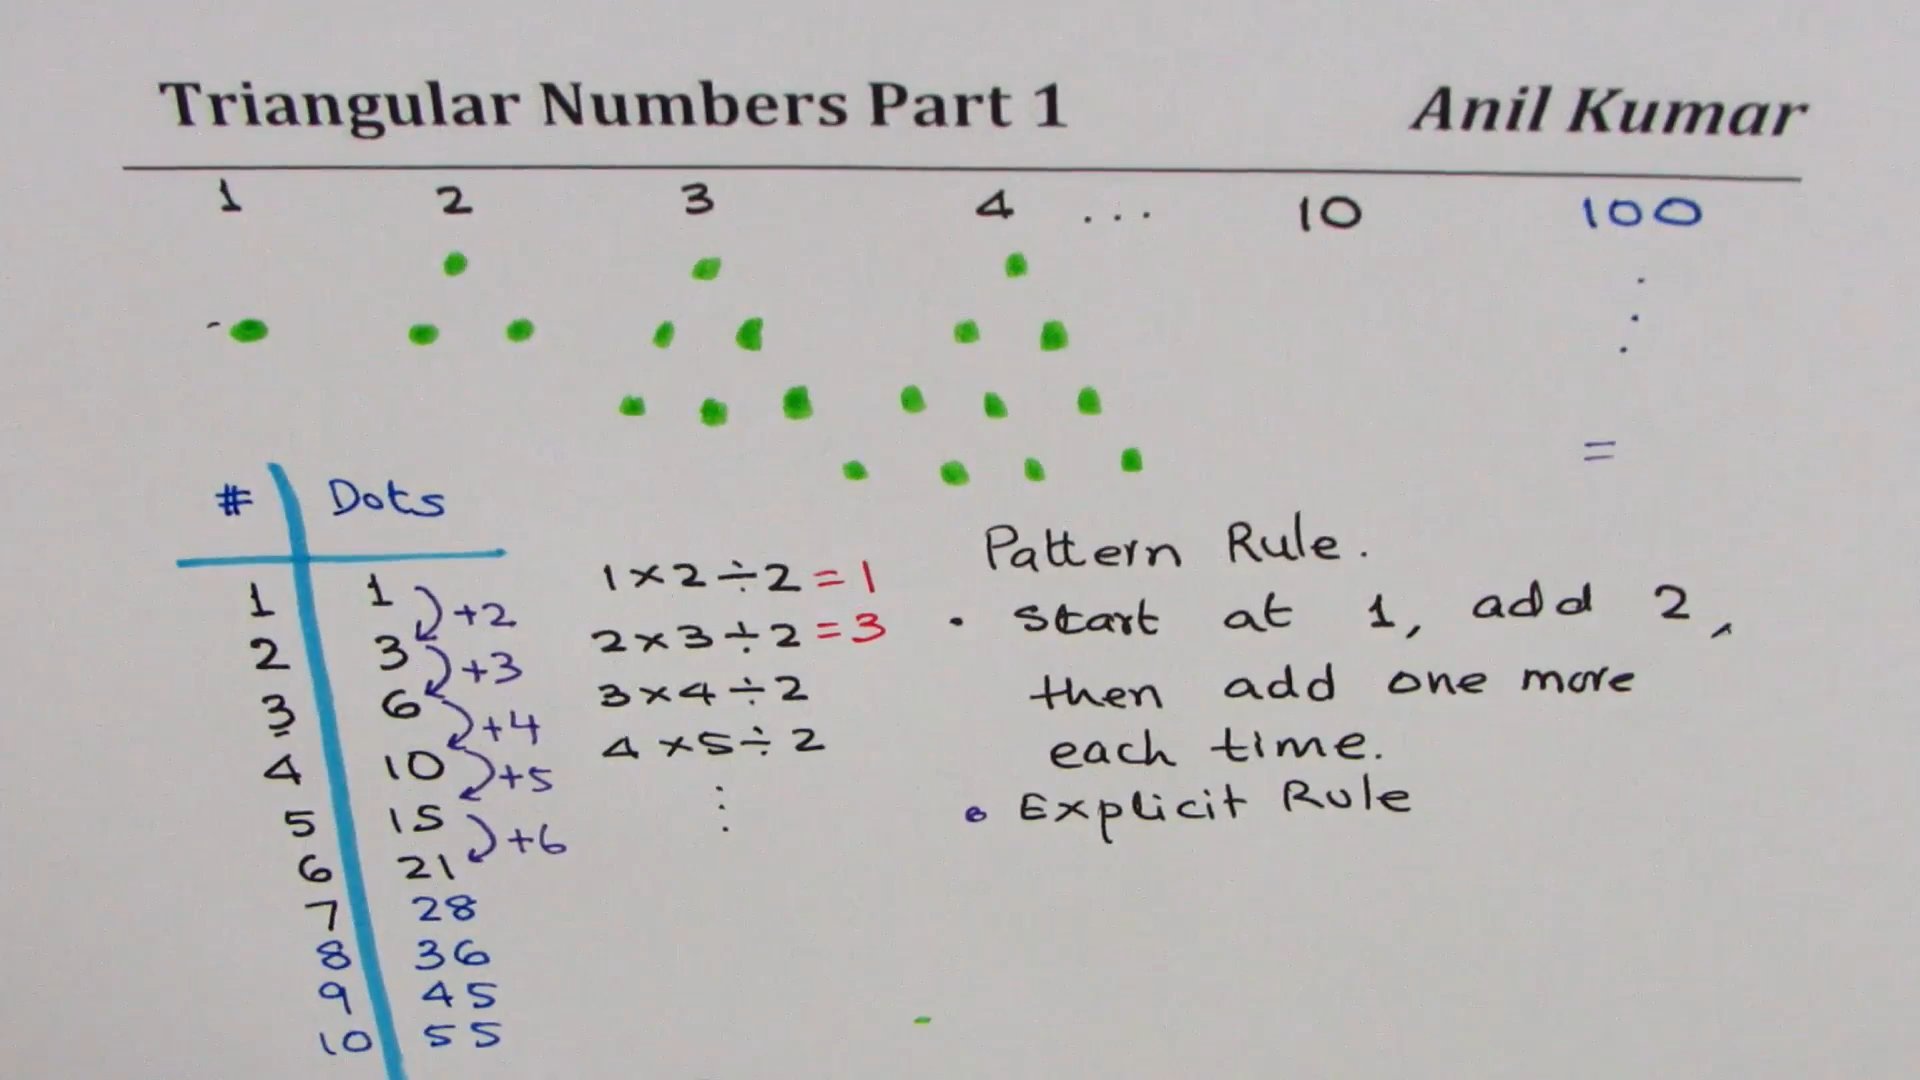 Triangular Numbers Part 1 Anil Kumar
1 2 3 4 ... 10 100
=
# Dots
1 1 +2
2 3 +3
3 6 +4
4 10 +5
5 15 +6
6 21
7 28
8 36
9 45
10 55
1 × 2 ÷ 2 = 1
2 × 3 ÷ 2 = 3
3 × 4 ÷ 2
4 × 5 ÷ 2
⋮
Pattern Rule.
• Start at 1, add 2,
then add one more
each time.
• Explicit Rule